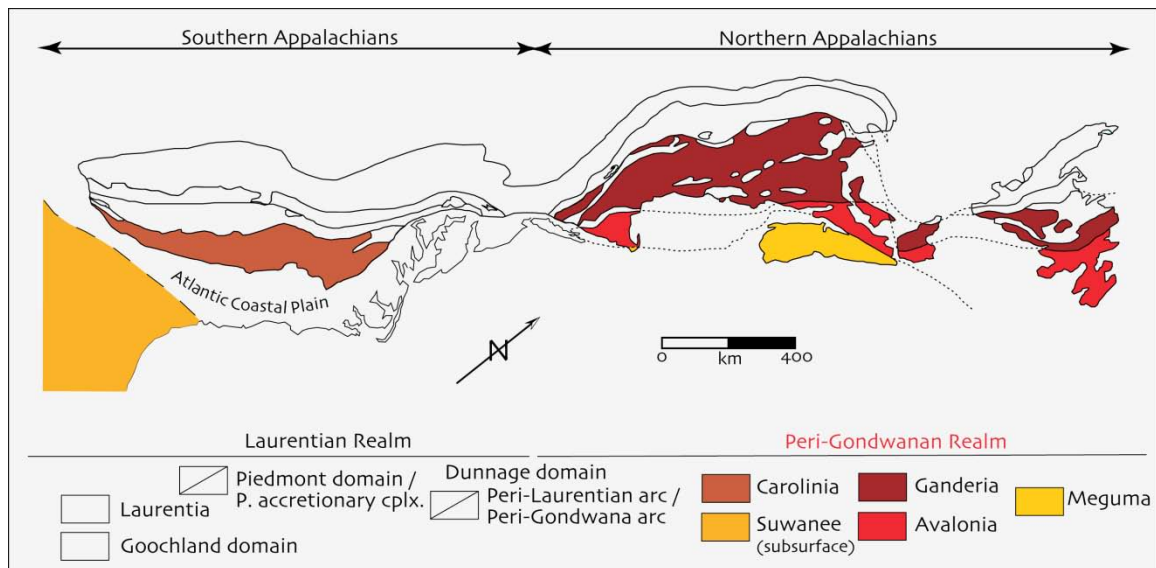 Southern Appalachians
Northern Appalachians
Atlantic Coastal Plain
N
0
400
km
Laurentian Realm
Peri-Gondwanan Realm
Laurentia
Goochland domain
Piedmont domain /
P. accretionary cplx.
Dunnage domain
Peri-Laurentian arc /
Peri-Gondwana arc
Carolinia
Suwanee
(subsurface)
Ganderia
Avalonia
Meguma